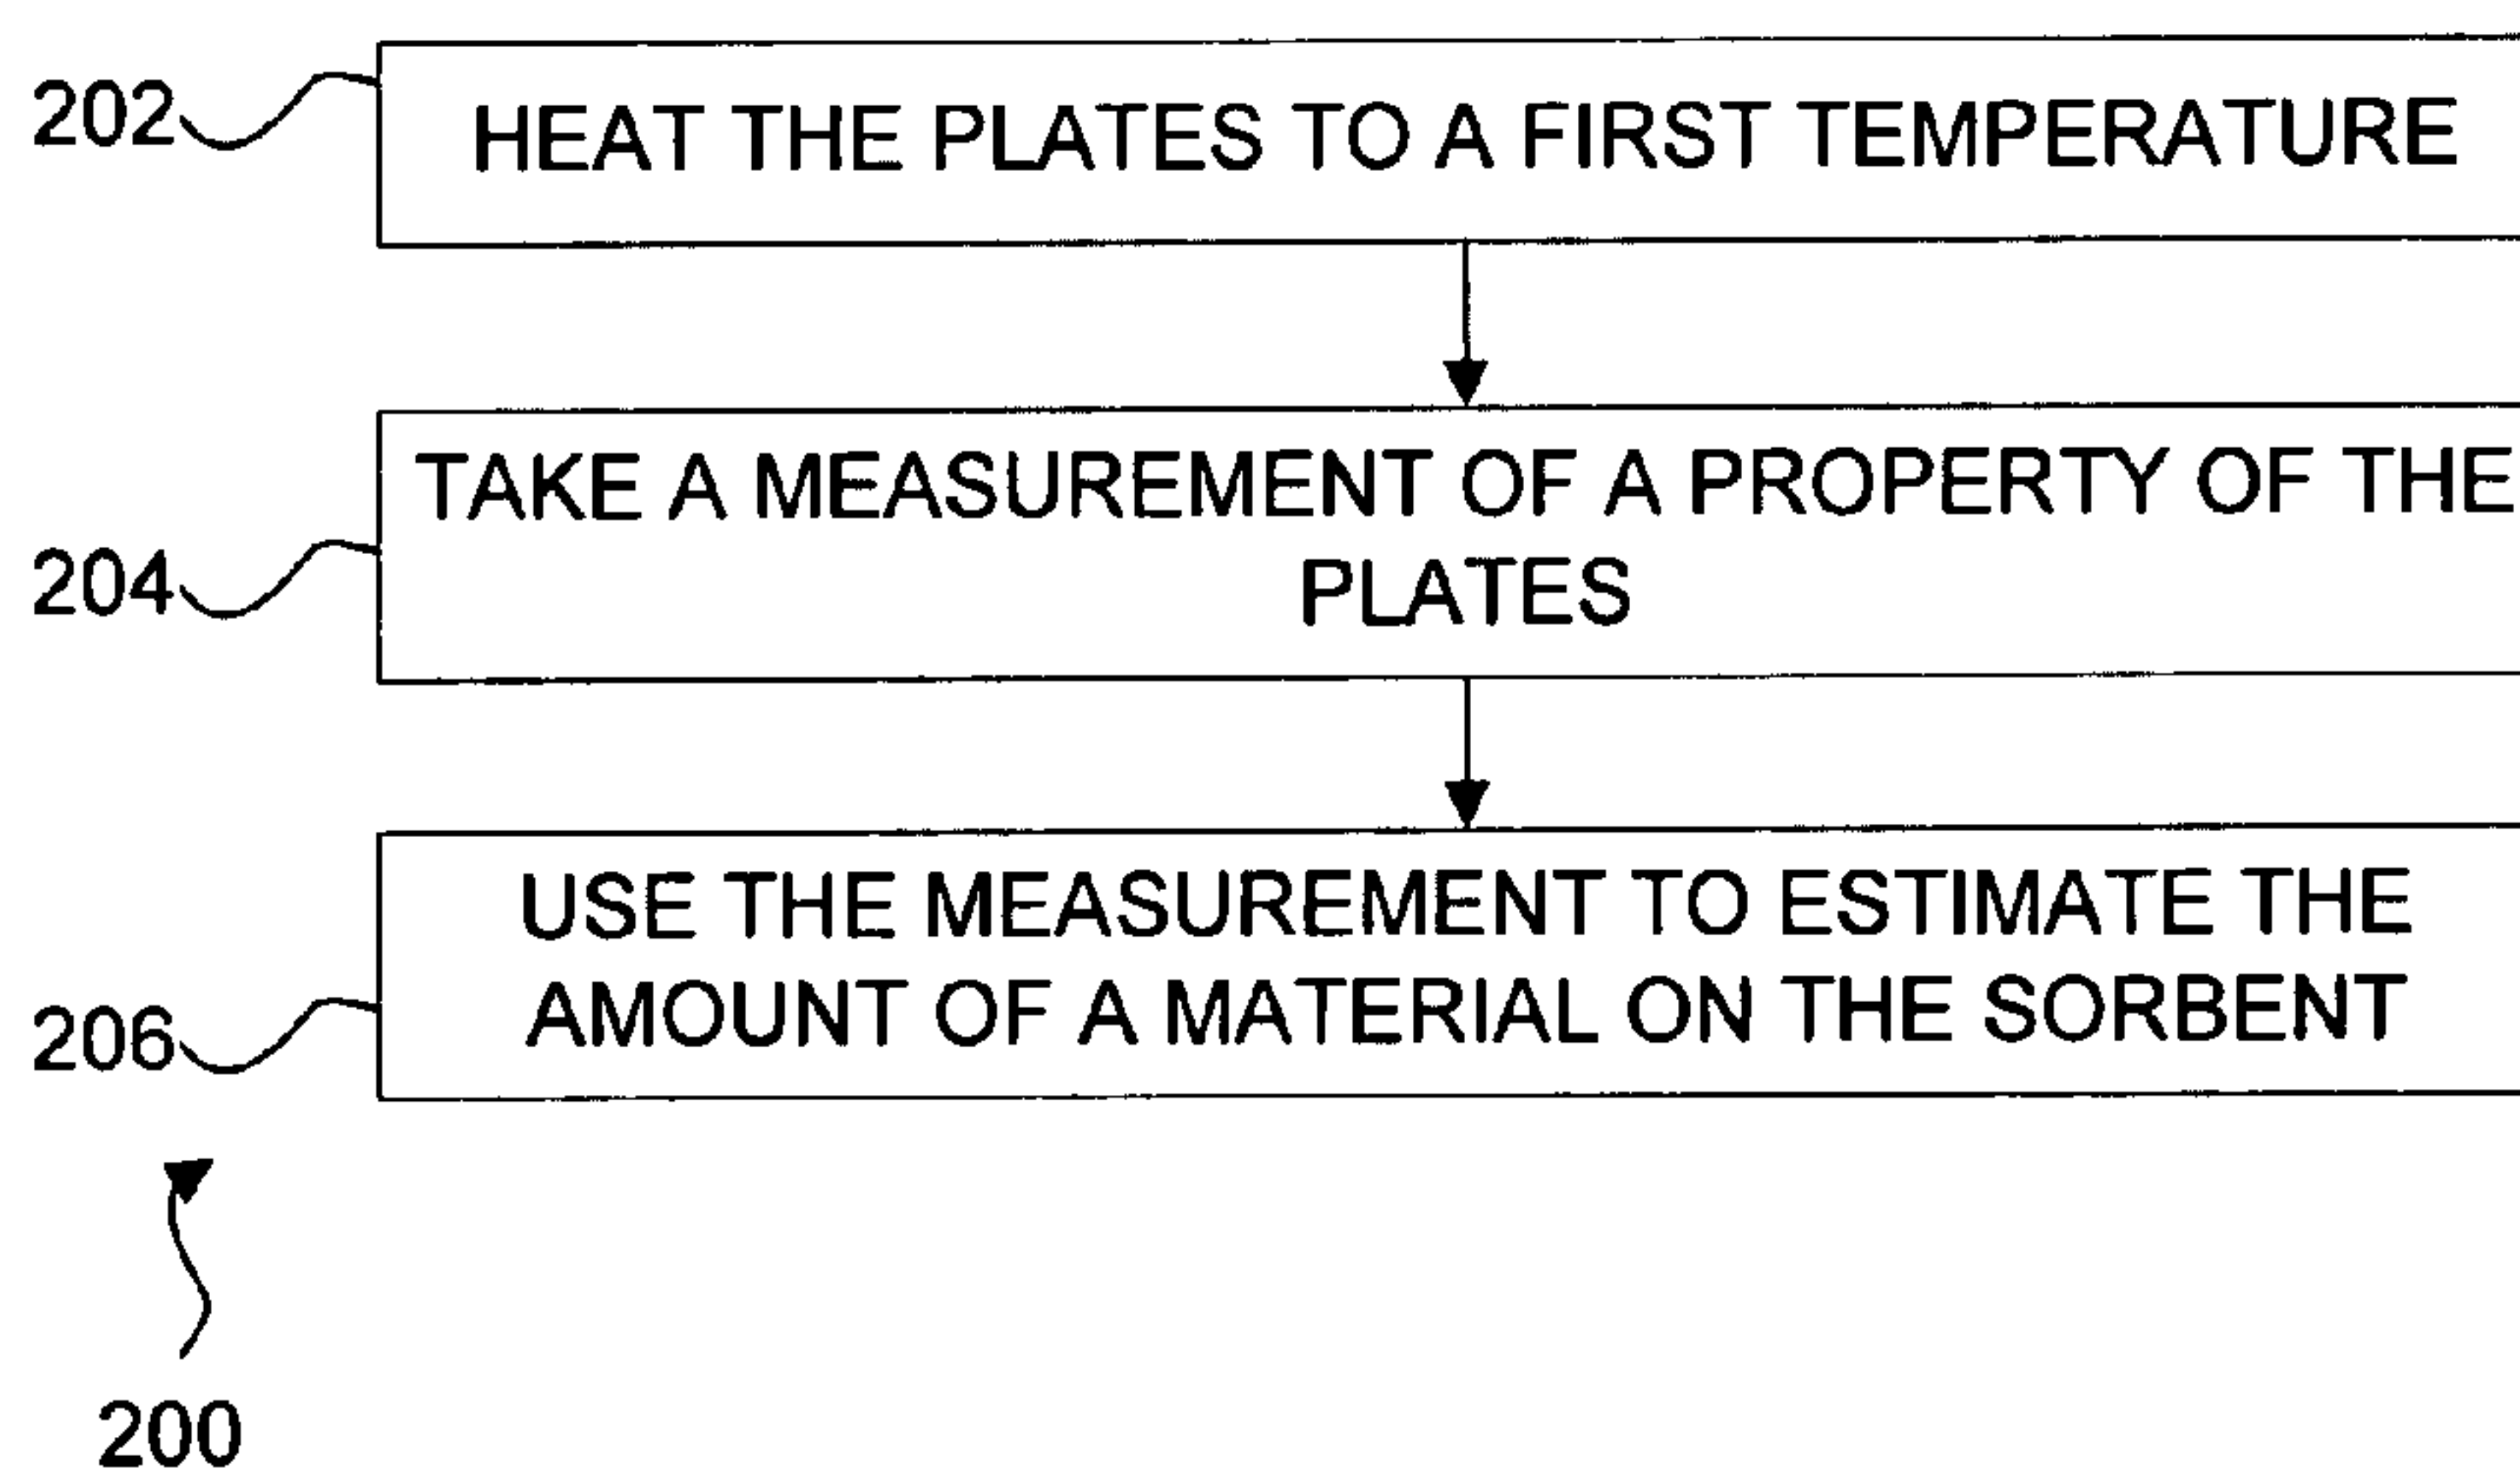 202
HEAT THE PLATES TO A FIRST TEMPERATURE
TAKE A MEASUREMENT OF A PROPERTY OF THE
PLATES
204
USE THE MEASUREMENT TO ESTIMATE THE
AMOUNT OF A MATERIAL ON THE SORBENT
206
200